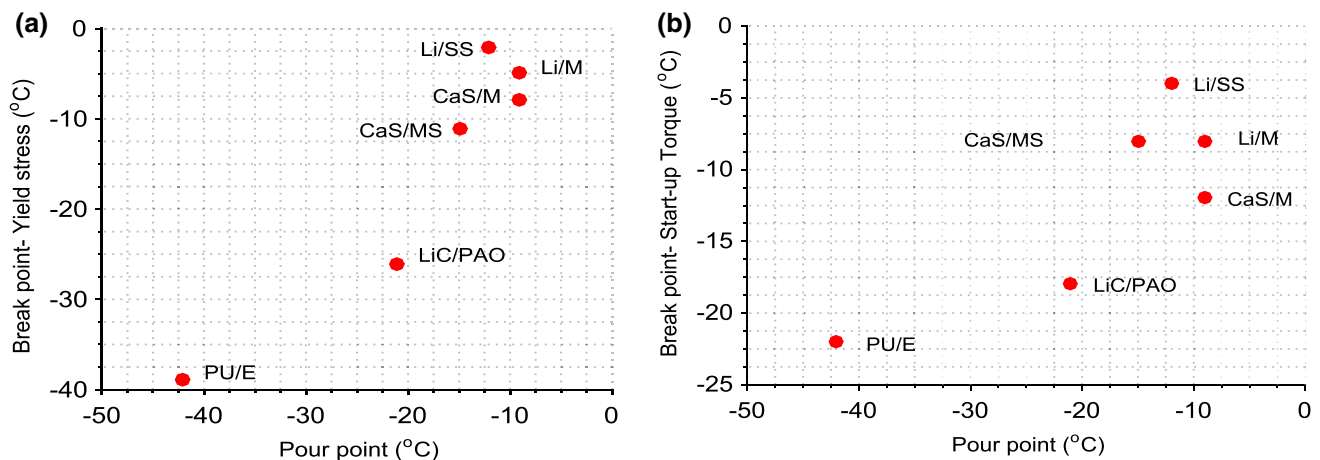 (a)
Break point- Yield stress (°C)
0
-10
-20
-30
-40
Li/SS
Li/M
CaS/M
CaS/MS
LiC/PAO
PU/E
-50
-40
-30
-20
-10
0
Pour point (°C)
(b)
Break point- Start-up Torque (°C)
0
-5
-10
-15
-20
-25
Li/SS
CaS/MS
Li/M
CaS/M
LiC/PAO
PU/E
-50
-40
-30
-20
-10
0
Pour point (°C)